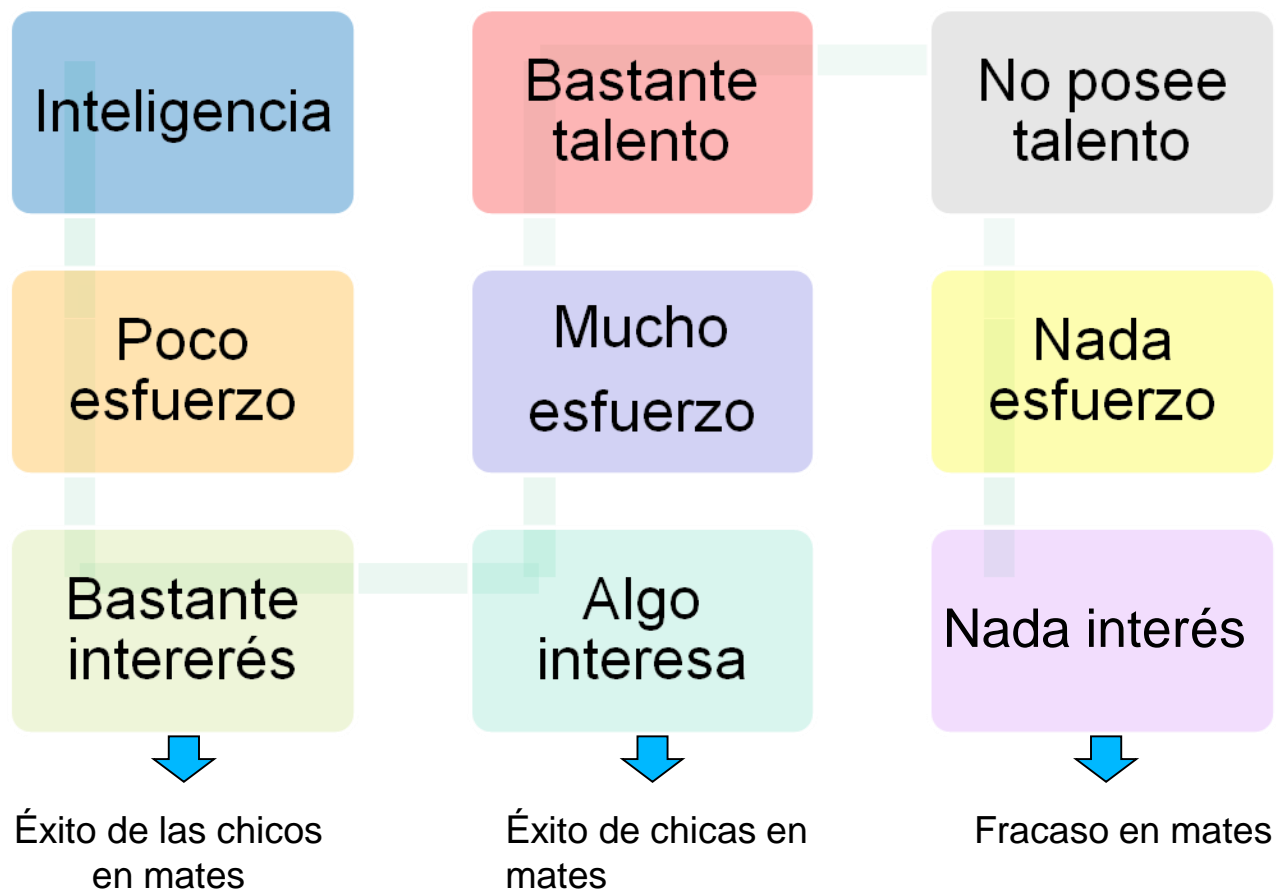 Inteligencia
Poco
esfuerzo
Bastante
intererés
Éxito de las chicos
en mates
Bastante
talento
Mucho
esfuerzo
Algo
interesa
Éxito de chicas en
mates
No posee
talento
Nada
esfuerzo
Nada interés
Fracaso en mates